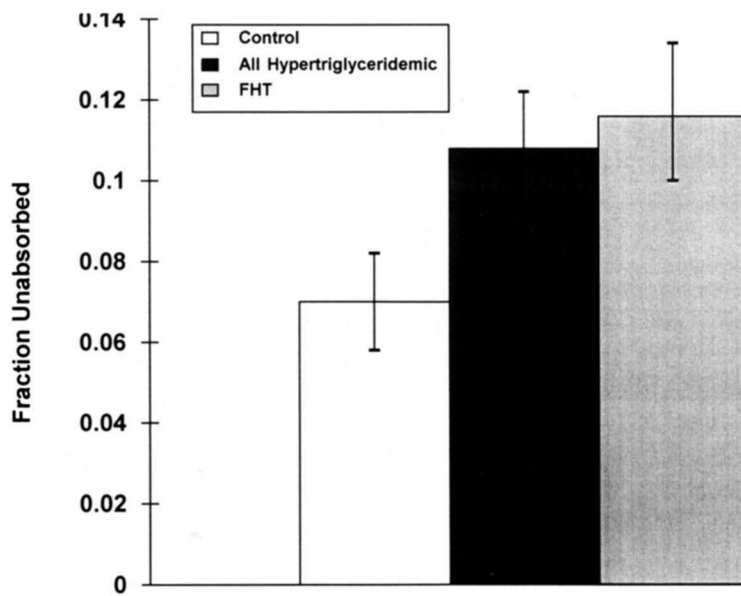 0.14
0.12
0.1
0.08
0.06
0.04
0.02
0
Fraction Unabsorbed
Control
All Hypertriglyceridemic
FHT